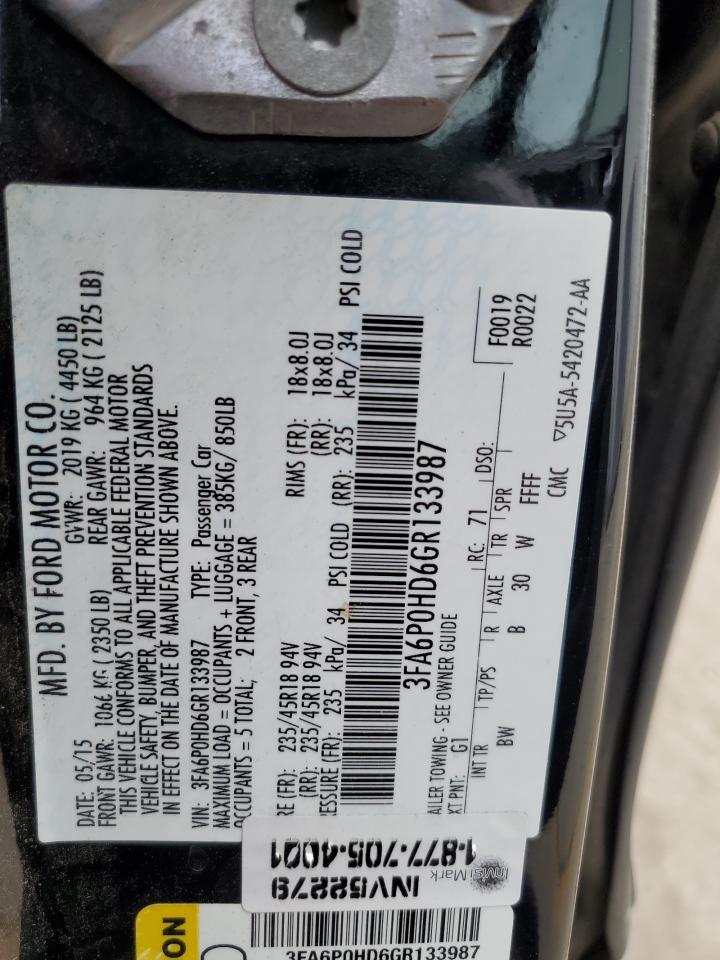 MFD. BY FORD MOTOR CO.
DATE: 05/15 GVWR: 2019 KG ( 4450 LB)
FRONT GAWR: 1066 KG ( 2350 LB) REAR GAWR: 964 KG ( 2125 LB)
THIS VEHICLE CONFORMS TO ALL APPLICABLE FEDERAL MOTOR
VEHICLE SAFETY, BUMPER, AND THEFT PREVENTION STANDARDS
IN EFFECT ON THE DATE OF MANUFACTURE SHOWN ABOVE.
VIN: 3FA6P0HD6GR133987 TYPE: Passenger Car
MAXIMUM LOAD = OCCUPANTS + LUGGAGE = 385KG/ 850LB
OCCUPANTS = 5 TOTAL; 2 FRONT, 3 REAR
RE (FR): 235/45R18 94V RIMS (FR): 18x8.0J
(RR): 235/45R18 94V (RR): 18x8.0J
ESSURE (FR): 235 kPa/ 34 PSI COLD (RR): 235 kPa/ 34 PSI COLD
3FA6P0HD6GR133987
AILER TOWING - SEE OWNER GUIDE F0019
XT PNT: G1 RC: 71 DSO: R0022
INT TR TP/PS R AXLE TR SPR
BW B 30 W FFFF
CMC ▽5U5A-5420472-AA
1-877-705-4001
InvisiMark
INV52279
ON
3FA6P0HD6GR133987